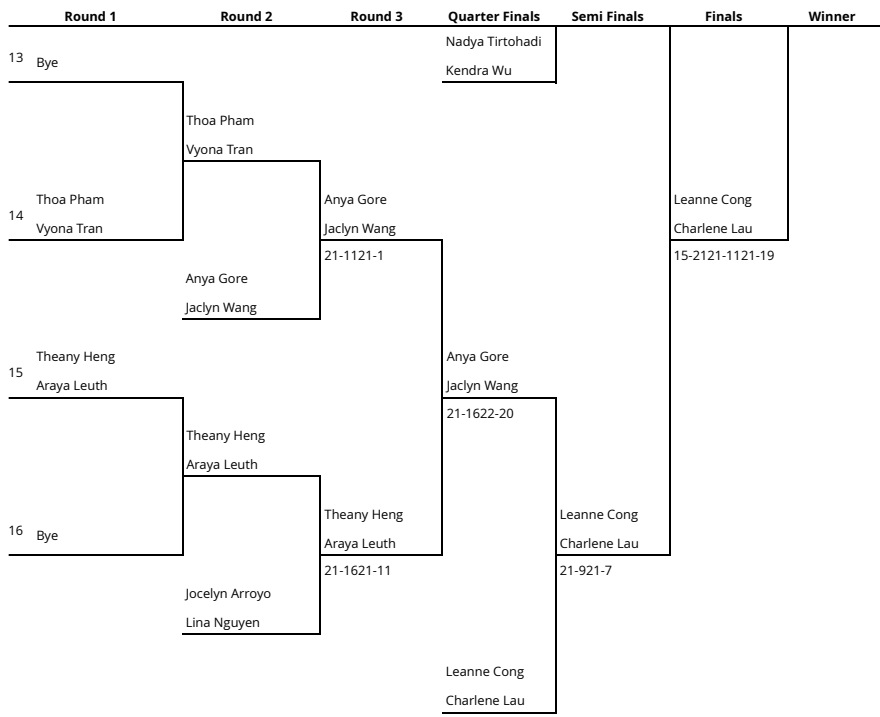 Round 1 Round 2 Round 3 Quarter Finals Semi Finals Finals Winner
Nadya Tirtohadi
13 Bye
Kendra Wu
Thoa Pham
Vyona Tran
Thoa Pham Anya Gore Leanne Cong
14
Vyona Tran Jaclyn Wang Charlene Lau
21-1121-1 15-2121-1121-19
Anya Gore
Jaclyn Wang
Theany Heng Anya Gore
15
Araya Leuth Jaclyn Wang
21-1622-20
Theany Heng
Araya Leuth
Theany Heng Leanne Cong
16 Bye
Araya Leuth Charlene Lau
21-1621-11 21-921-7
Jocelyn Arroyo
Lina Nguyen
Leanne Cong
Charlene Lau